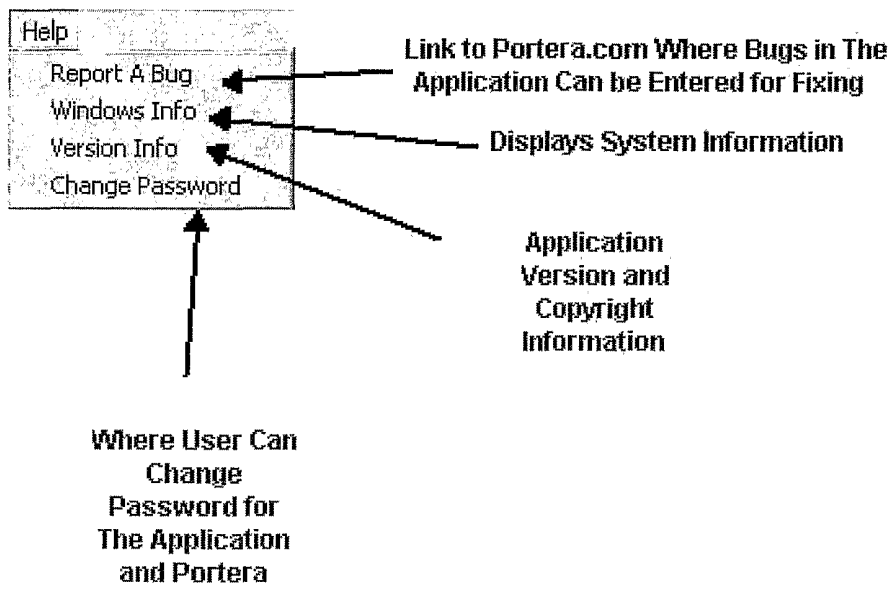 Help
Report A Bug
Windows Info
Version Info
Change Password
Link to Portera.com Where Bugs in The
Application Can be Entered for Fixing
Displays System Information
Application
Version and
Copyright
Information
Where User Can
Change
Password for
The Application
and Portera